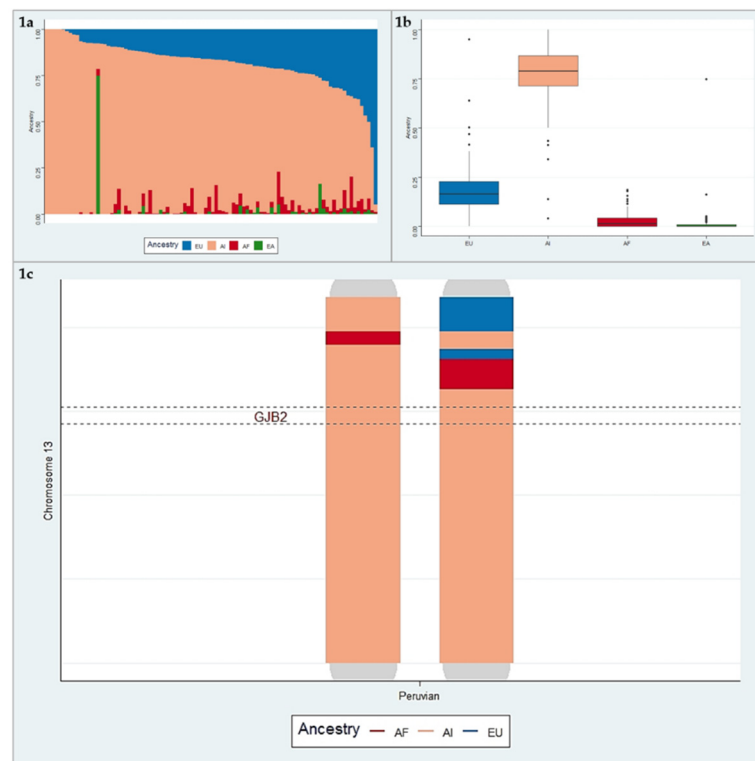 1a
1.00
0.75
0.50
0.25
0.00
Ancestry
Ancestry EU AI AF EA
1b
1.00
0.75
0.50
0.25
0.00
Ancestry
EU AI AF EA
1c
Chromosome 13
GJB2
Peruvian
Ancestry AF AI EU